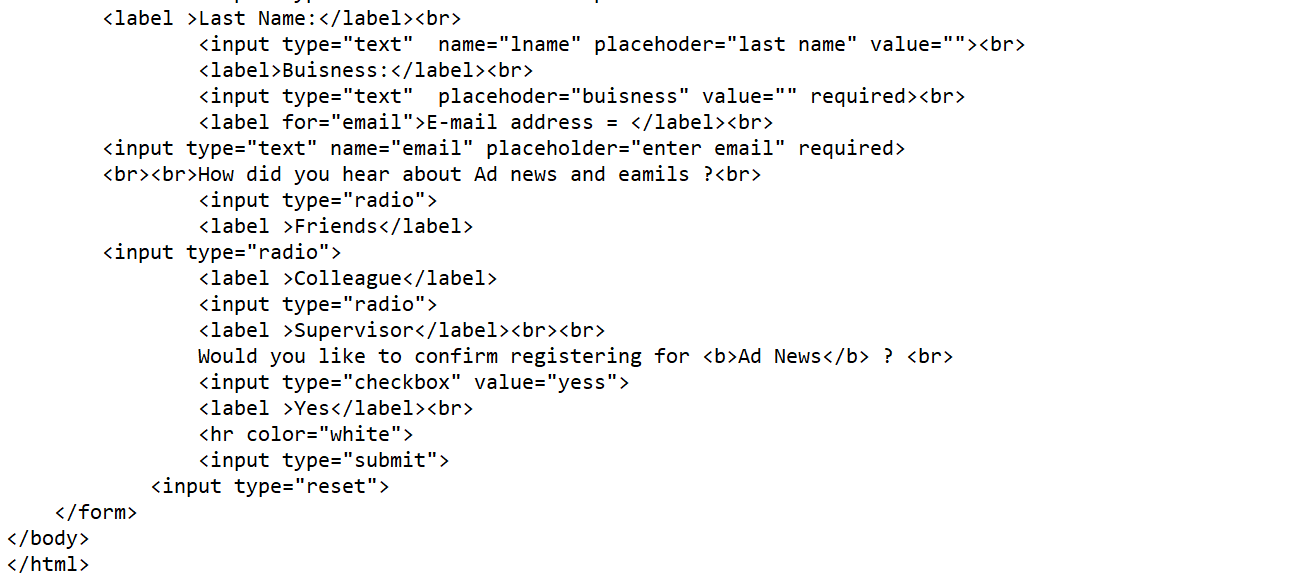 <label >Last Name:</label><br>
<input type="text"  name="lname" placehoder="last name" value=""><br>
<label>Buisness:</label><br>
<input type="text"  placehoder="buisness" value="" required><br>
<label for="email">E-mail address = </label><br>
<input type="text" name="email" placeholder="enter email" required>
<br><br>How did you hear about Ad news and eamils ?<br>
<input type="radio">
<label >Friends</label>
<input type="radio">
<label >Colleague</label>
<input type="radio">
<label >Supervisor</label><br><br>
Would you like to confirm registering for <b>Ad News</b> ? <br>
<input type="checkbox" value="yess">
<label >Yes</label><br>
<hr color="white">
<input type="submit">
<input type="reset">
</form>
</body>
</html>